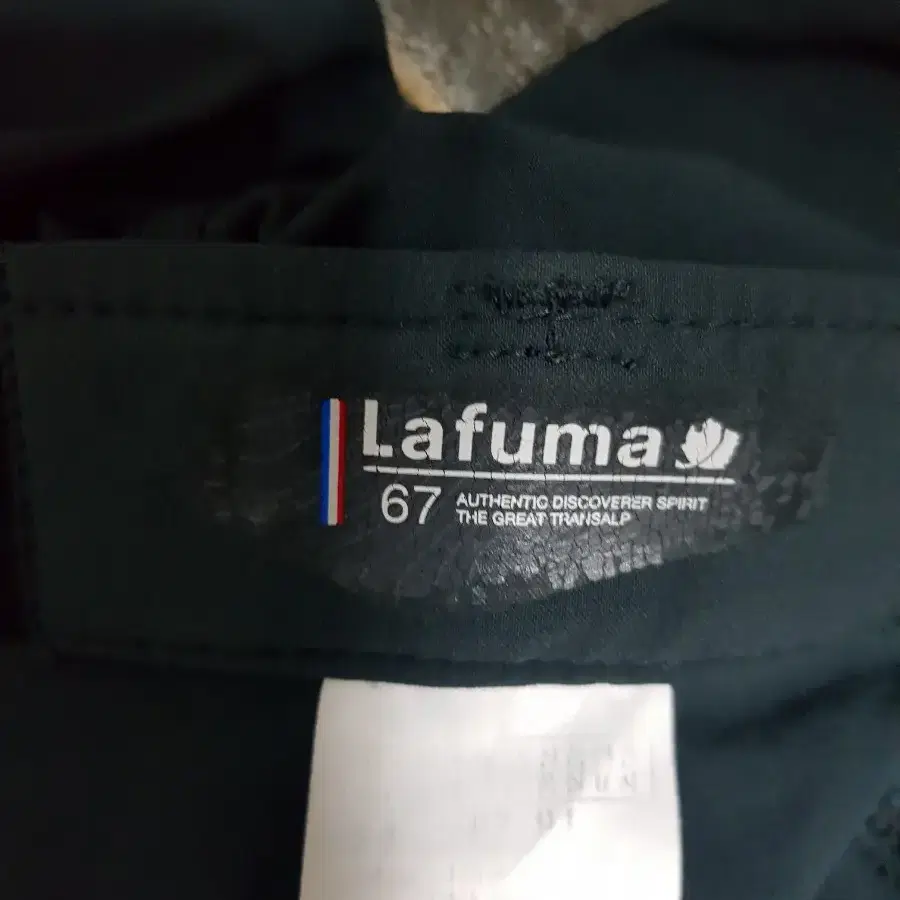 Lafuma
67 AUTHENTIC DISCOVERER SPIRIT
THE GREAT TRANSALP